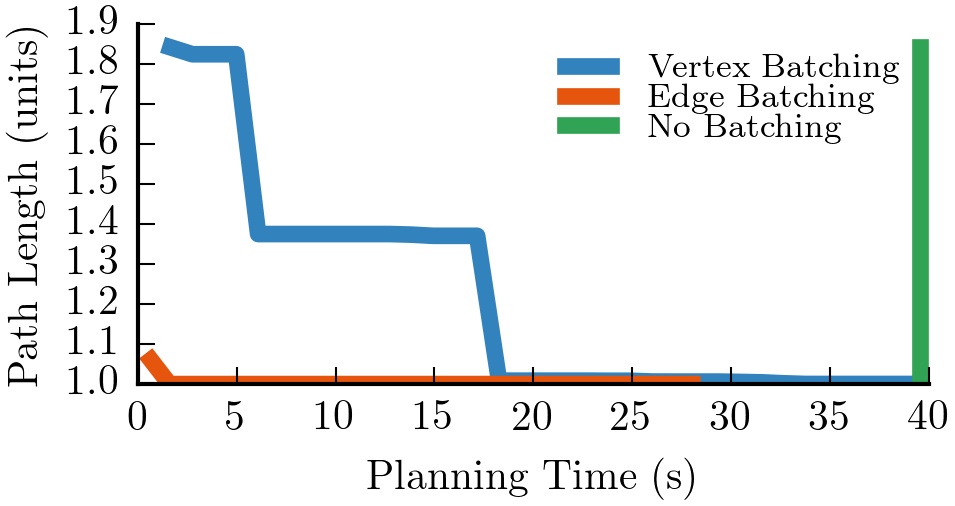 Path Length (units)
1.9
1.8
1.7
1.6
1.5
1.4
1.3
1.2
1.1
1.0
Vertex Batching
Edge Batching
No Batching
0 5 10 15 20 25 30 35 40
Planning Time (s)